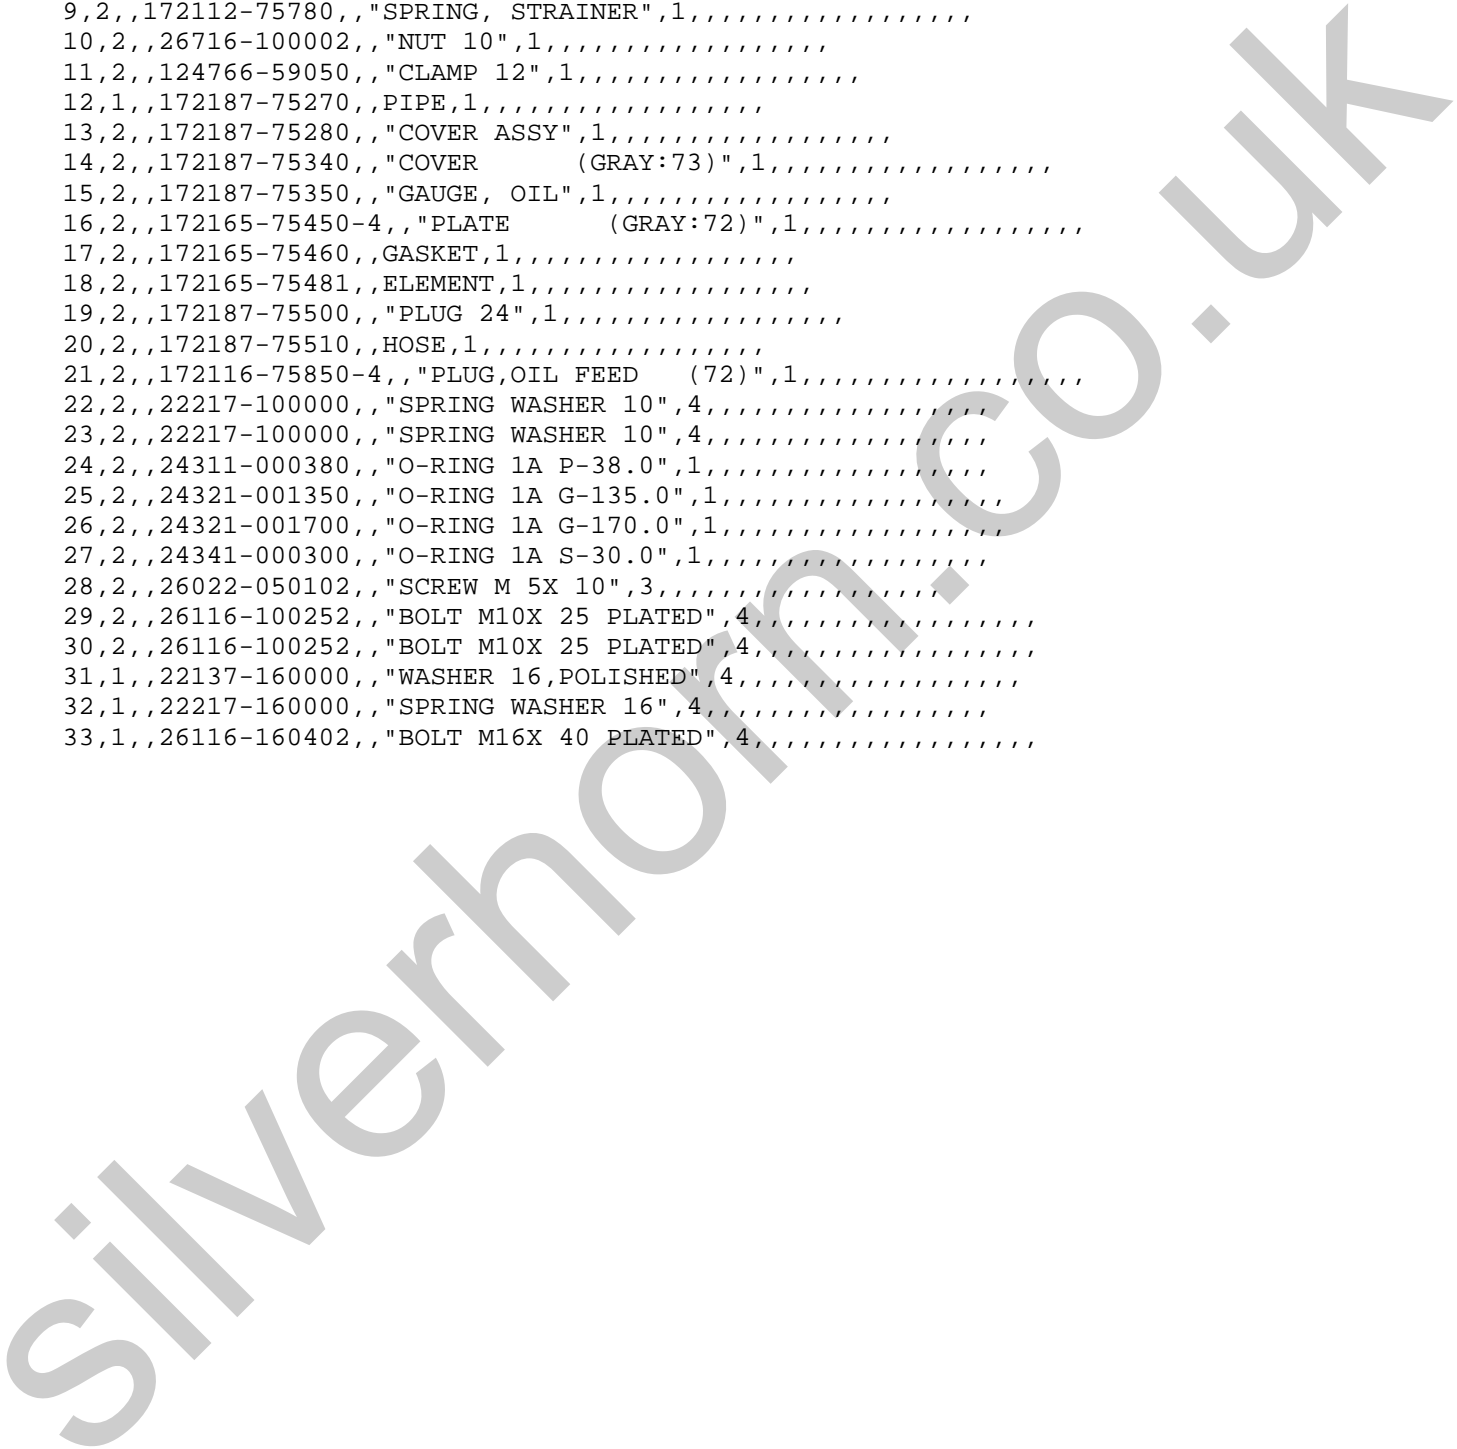 9,2,,172112-75780,,"SPRING, STRAINER",1,,,,,,,,,,,,,,,,,,
10,2,,26716-100002,,"NUT 10",1,,,,,,,,,,,,,,,,,,
11,2,,124766-59050,,"CLAMP 12",1,,,,,,,,,,,,,,,,,,
12,1,,172187-75270,,PIPE,1,,,,,,,,,,,,,,,,,,
13,2,,172187-75280,,"COVER ASSY",1,,,,,,,,,,,,,,,,,,
14,2,,172187-75340,,"COVER      (GRAY:73)",1,,,,,,,,,,,,,,,,,,
15,2,,172187-75350,,"GAUGE, OIL",1,,,,,,,,,,,,,,,,,,
16,2,,172165-75450-4,,"PLATE      (GRAY:72)",1,,,,,,,,,,,,,,,,,,
17,2,,172165-75460,,GASKET,1,,,,,,,,,,,,,,,,,,
18,2,,172165-75481,,ELEMENT,1,,,,,,,,,,,,,,,,,,
19,2,,172187-75500,,"PLUG 24",1,,,,,,,,,,,,,,,,,,
20,2,,172187-75510,,HOSE,1,,,,,,,,,,,,,,,,,,
21,2,,172116-75850-4,,"PLUG,OIL FEED   (72)",1,,,,,,,,,,,,,,,,,,
22,2,,22217-100000,,"SPRING WASHER 10",4,,,,,,,,,,,,,,,,,,
23,2,,22217-100000,,"SPRING WASHER 10",4,,,,,,,,,,,,,,,,,,
24,2,,24311-000380,,"O-RING 1A P-38.0",1,,,,,,,,,,,,,,,,,,
25,2,,24321-001350,,"O-RING 1A G-135.0",1,,,,,,,,,,,,,,,,,,
26,2,,24321-001700,,"O-RING 1A G-170.0",1,,,,,,,,,,,,,,,,,,
27,2,,24341-000300,,"O-RING 1A S-30.0",1,,,,,,,,,,,,,,,,,,
28,2,,26022-050102,,"SCREW M 5X 10",3,,,,,,,,,,,,,,,,,,
29,2,,26116-100252,,"BOLT M10X 25 PLATED",4,,,,,,,,,,,,,,,,,,
30,2,,26116-100252,,"BOLT M10X 25 PLATED",4,,,,,,,,,,,,,,,,,,
31,1,,22137-160000,,"WASHER 16,POLISHED",4,,,,,,,,,,,,,,,,,,
32,1,,22217-160000,,"SPRING WASHER 16",4,,,,,,,,,,,,,,,,,,
33,1,,26116-160402,,"BOLT M16X 40 PLATED",4,,,,,,,,,,,,,,,,,,
silverhorn.co.uk